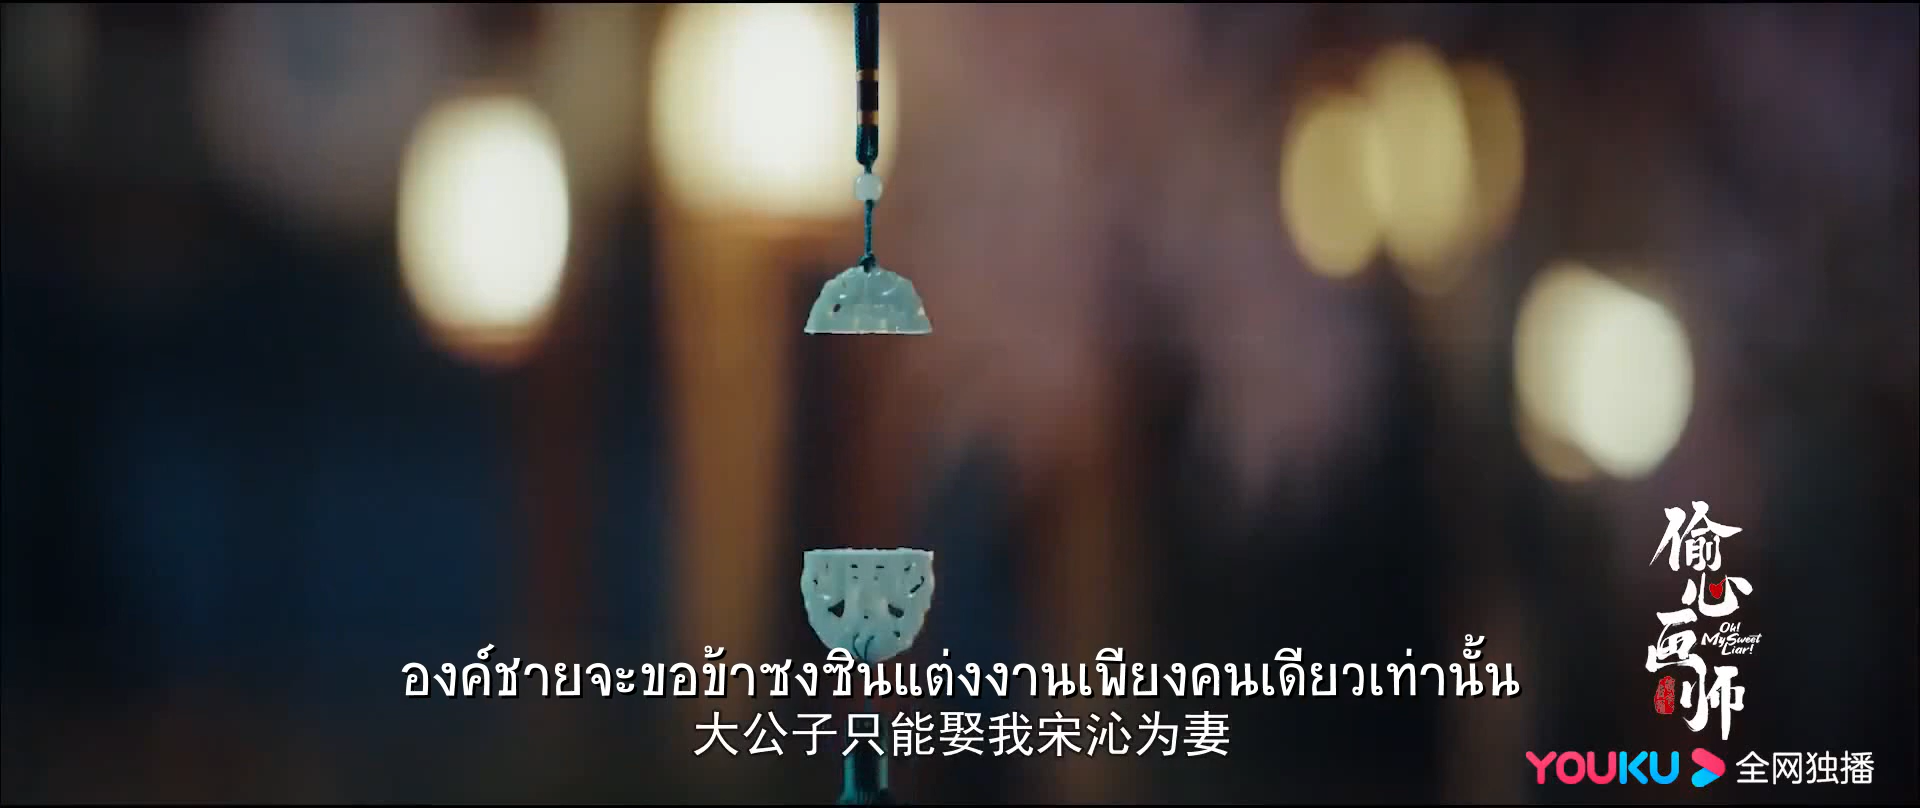 偷心画师
Oh!
My Sweet
Liar!
องค์ชายจะขอข้าซงซินแต่งงานเพียงคนเดียวเท่านั้น
大公子只能娶我宋沁为妻
YOUKU 全网独播